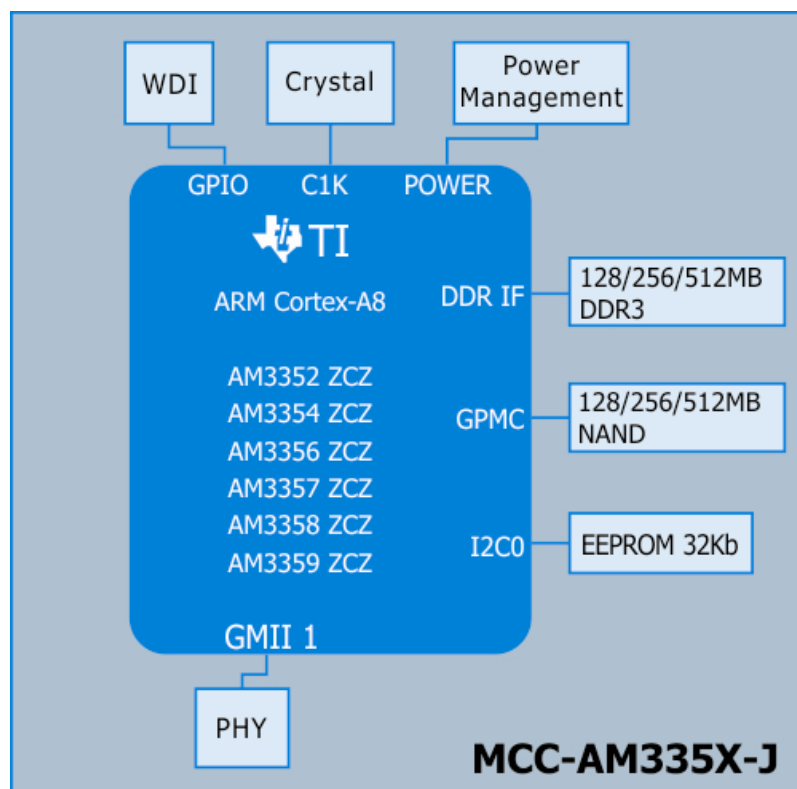 WDI
Crystal
Power
Management
GPIO
C1K
POWER
TI
ARM Cortex-A8
DDR IF
128/256/512MB
DDR3
AM3352 ZCZ
AM3354 ZCZ
AM3356 ZCZ
AM3357 ZCZ
AM3358 ZCZ
AM3359 ZCZ
GPMC
128/256/512MB
NAND
I2C0
EEPROM 32Kb
GMII 1
PHY
MCC-AM335X-J